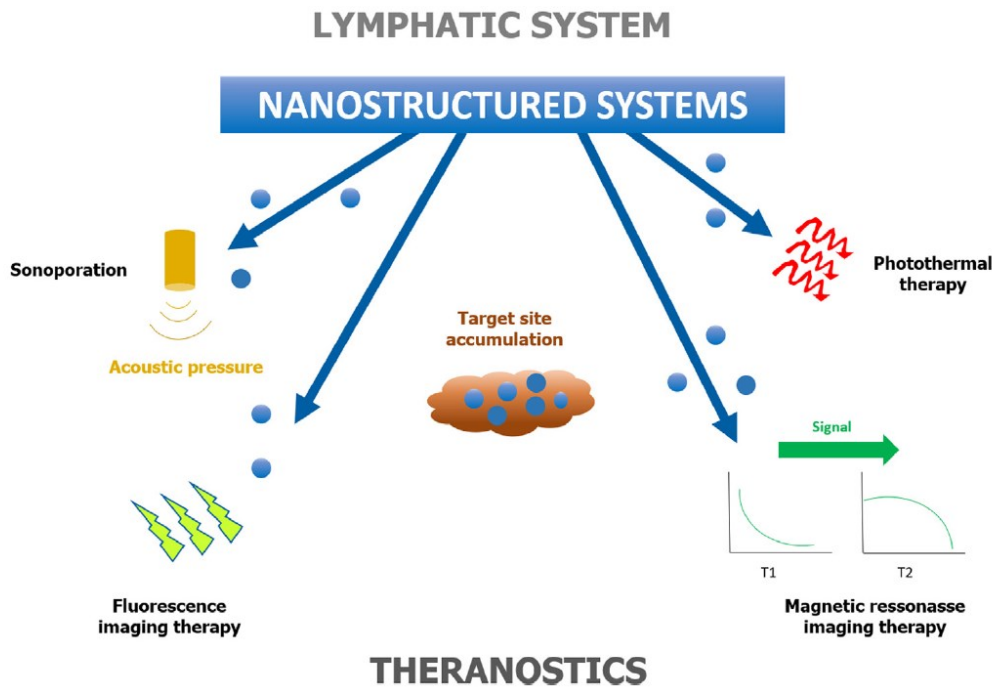 LYMPHATIC SYSTEM
NANOSTRUCTURED SYSTEMS
Sonoporation
Acoustic pressure
Target site
accumulation
Photothermal
therapy
Signal
T1
T2
Fluorescence
imaging therapy
Magnetic ressonasse
imaging therapy
THERANOSTICS